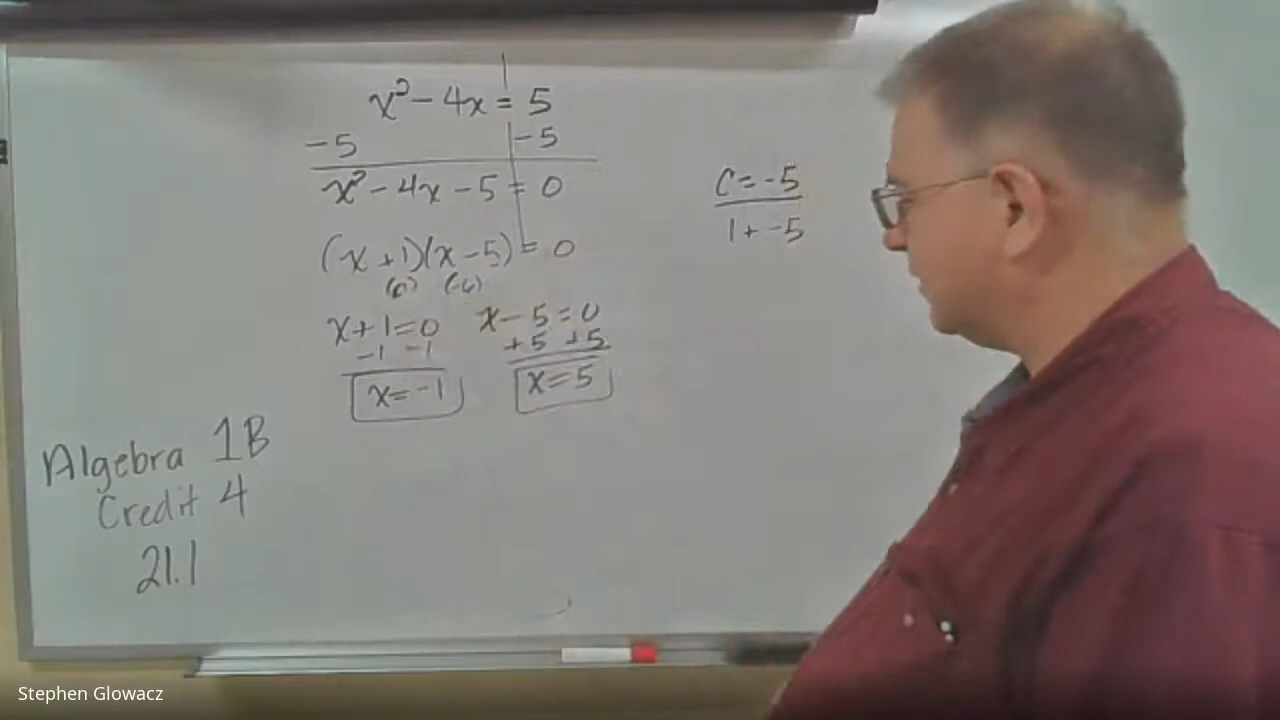 x² - 4x = 5
-5 -5
x² - 4x - 5 = 0
(x + 1)(x - 5) = 0
x + 1 = 0 x - 5 = 0
-1 -1 +5 +5
x = -1 x = 5
C = -5
1 + -5
Algebra 1B
Credit 4
21.1
Stephen Glowacz